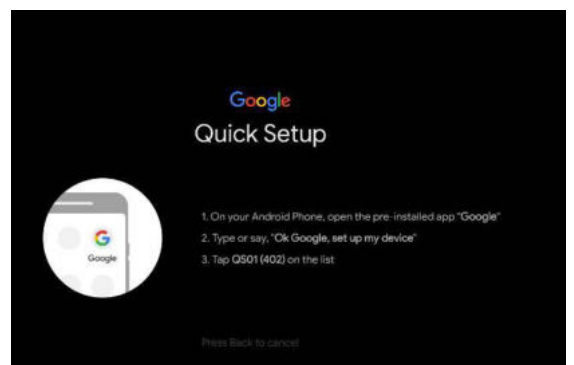 Google
Quick Setup
1. On your Android Phone, open the pre-installed app "Google"
2. Type or say, "Ok Google, set up my device"
3. Tap QS01 (402) on the list
G
Google
Press Back to cancel